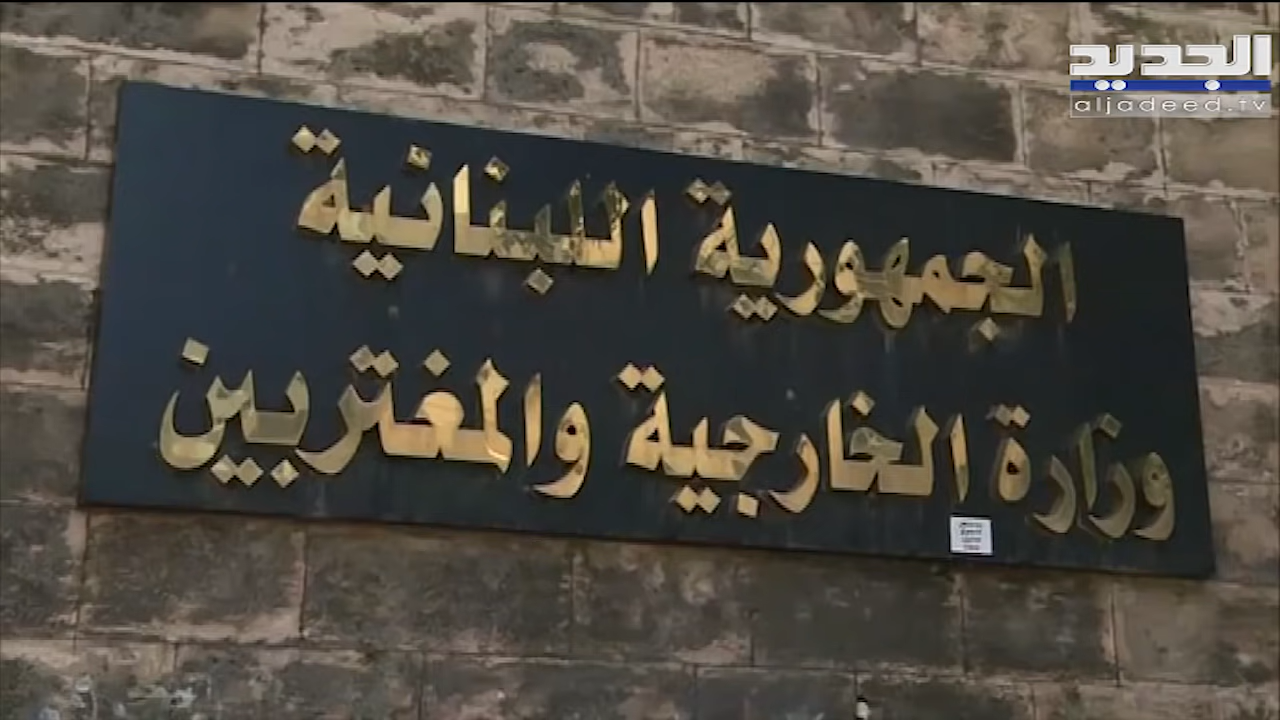 الجديد
aljadeed.tv
الجمهورية اللبنانية
وزارة الخارجية والمغتربين